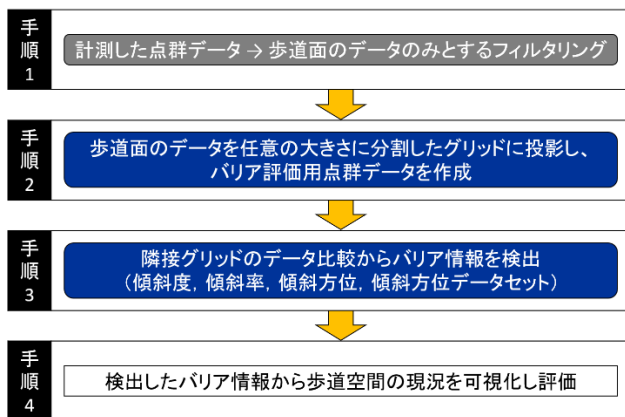 手
順
1
計測した点群データ → 歩道面のデータのみとするフィルタリング
手
順
2
歩道面のデータを任意の大きさに分割したグリッドに投影し、
バリア評価用点群データを作成
手
順
3
隣接グリッドのデータ比較からバリア情報を検出
（傾斜度，傾斜率，傾斜方位，傾斜方位データセット）
手
順
4
検出したバリア情報から歩道空間の現況を可視化し評価